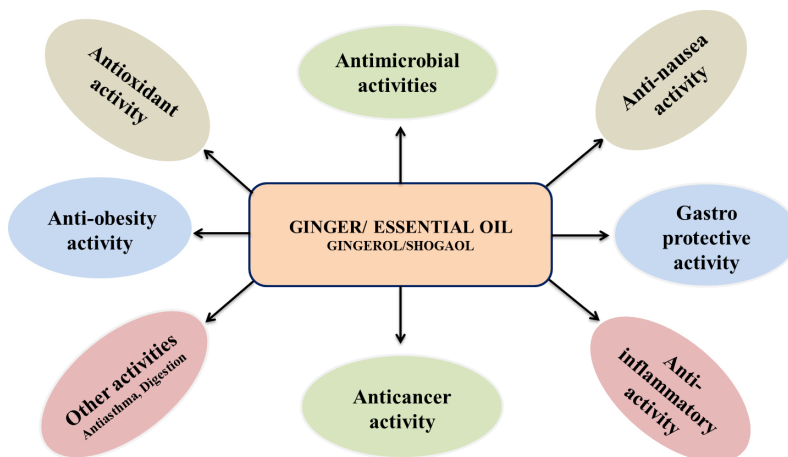 Antioxidant
activity
Antimicrobial
activities
Anti-nausea
activity
Anti-obesity
activity
GINGER/ ESSENTIAL OIL
GINGEROL/SHOGAOL
Gastro
protective
activity
Other activities
Antiasthma, Digestion
Anticancer
activity
Anti-
inflammatory
activity